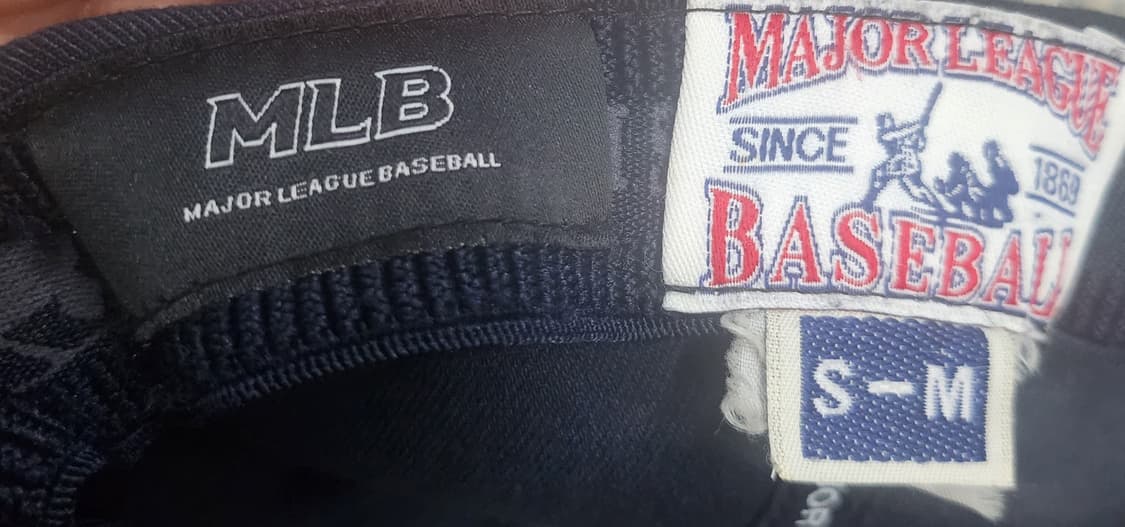 MLB
MAJOR LEAGUE BASEBALL
MAJOR LEAGUE
SINCE
1869
BASEBALL
S-M